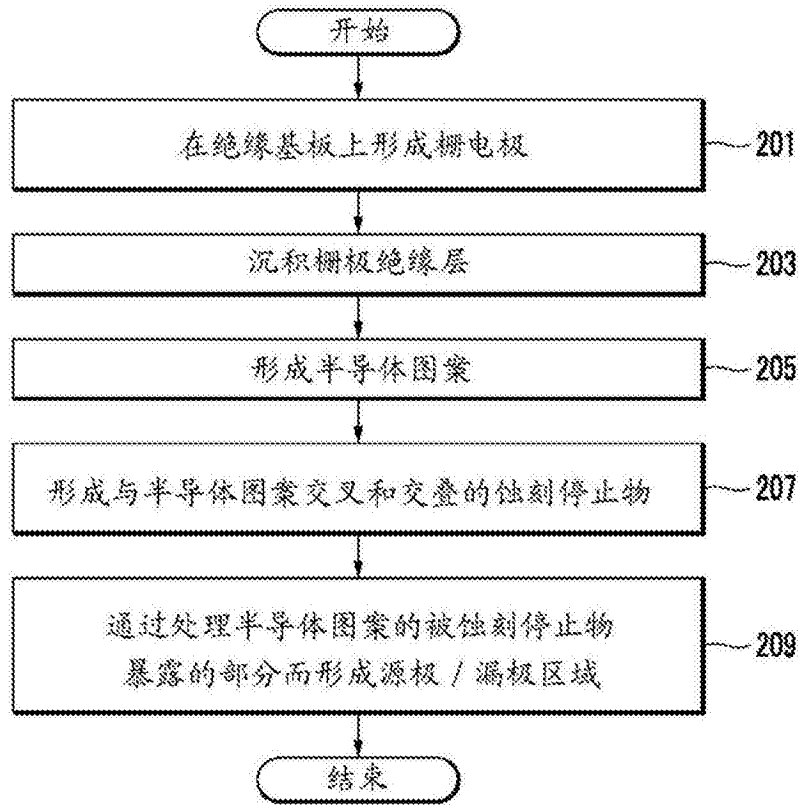 开始
在绝缘基板上形成栅电极
201
沉积栅极绝缘层
203
形成半导体图案
205
形成与半导体图案交叉和交叠的蚀刻停止物
207
通过处理半导体图案的被蚀刻停止物
暴露的部分而形成源极 / 漏极区域
209
结束